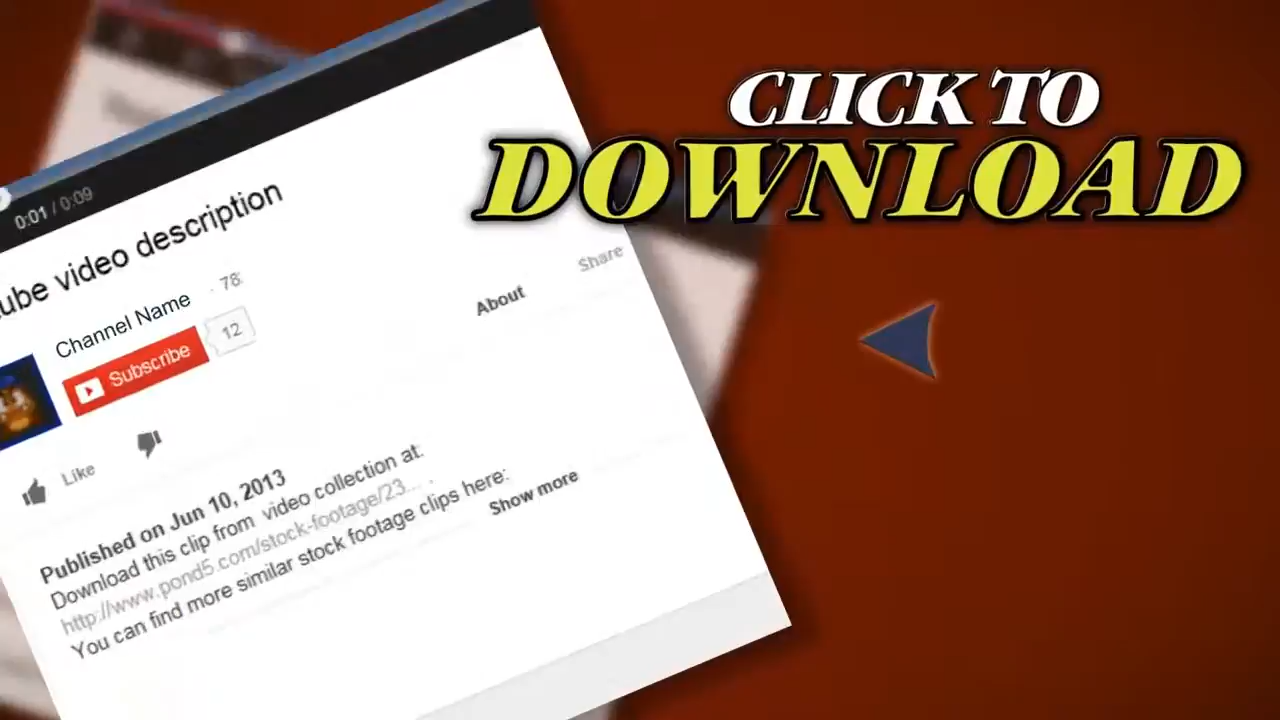 CLICK TO
DOWNLOAD
0:01 / 0:09
ube video description
Channel Name
78
Subscribe
12
About
Share
Like
Published on Jun 10, 2013
Download this clip from video collection at:
http://www.pond5.com/stock-footage/23...
You can find more similar stock footage clips here:
Show more